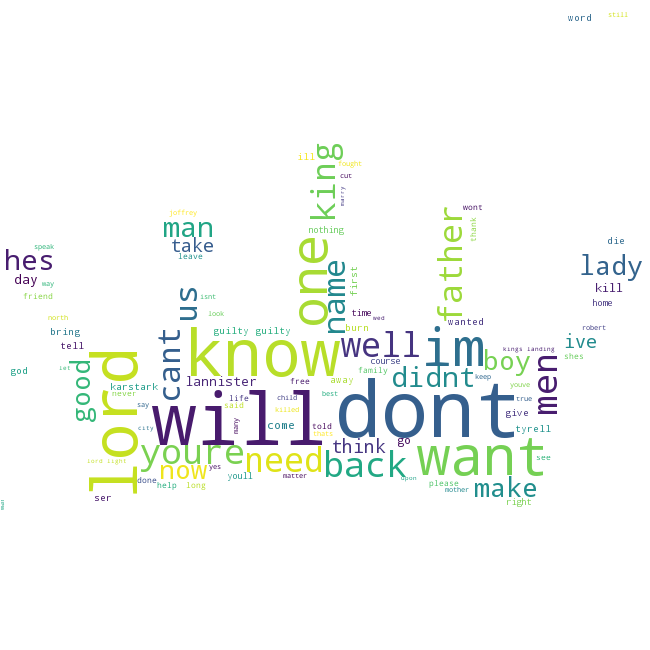 word
still
king
ill
fought
cut
marry
joffrey
man
take
leave
nothing
father
wont
thank
hes
speak
day
may
friend
die
lady
kill
home
one
name
first
us
isnt
look
time
wed
wanted
north
bring
tell
guilty guilty
burn
robert
know
well
im
course
kings landing
ive
shes
god
lord
cant
good
let
karstark
never
lannister
free
away
family
didnt
keep
boy
youve
men
life
child
best
said
killed
will
dont
say
city
many
come
told
thats
true
give
tyrell
lord light
youre
need
think
go
want
see
now
yes
back
upon
please
mother
make
done
help
long
youll
matter
ser
right